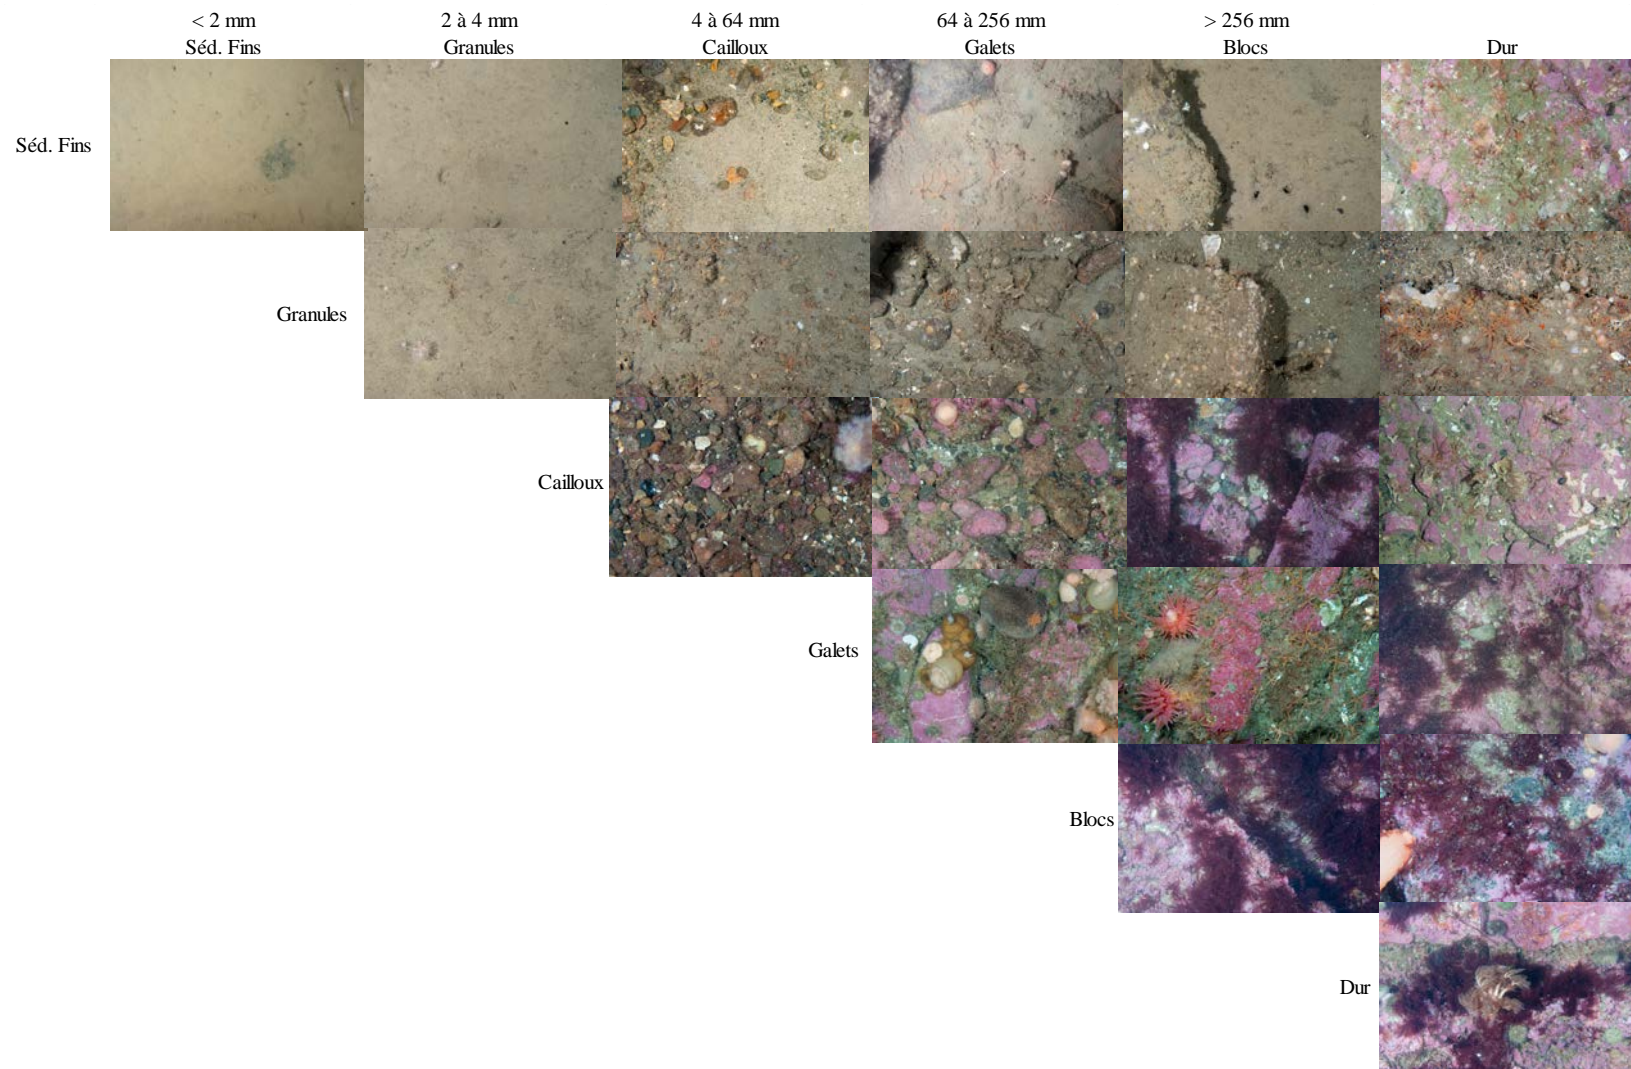 < 2 mm 2 à 4 mm 4 à 64 mm 64 à 256 mm > 256 mm
Séd. Fins Granules Cailloux Galets Blocs Dur
Séd. Fins
Granules
Cailloux
Galets
Blocs
Dur